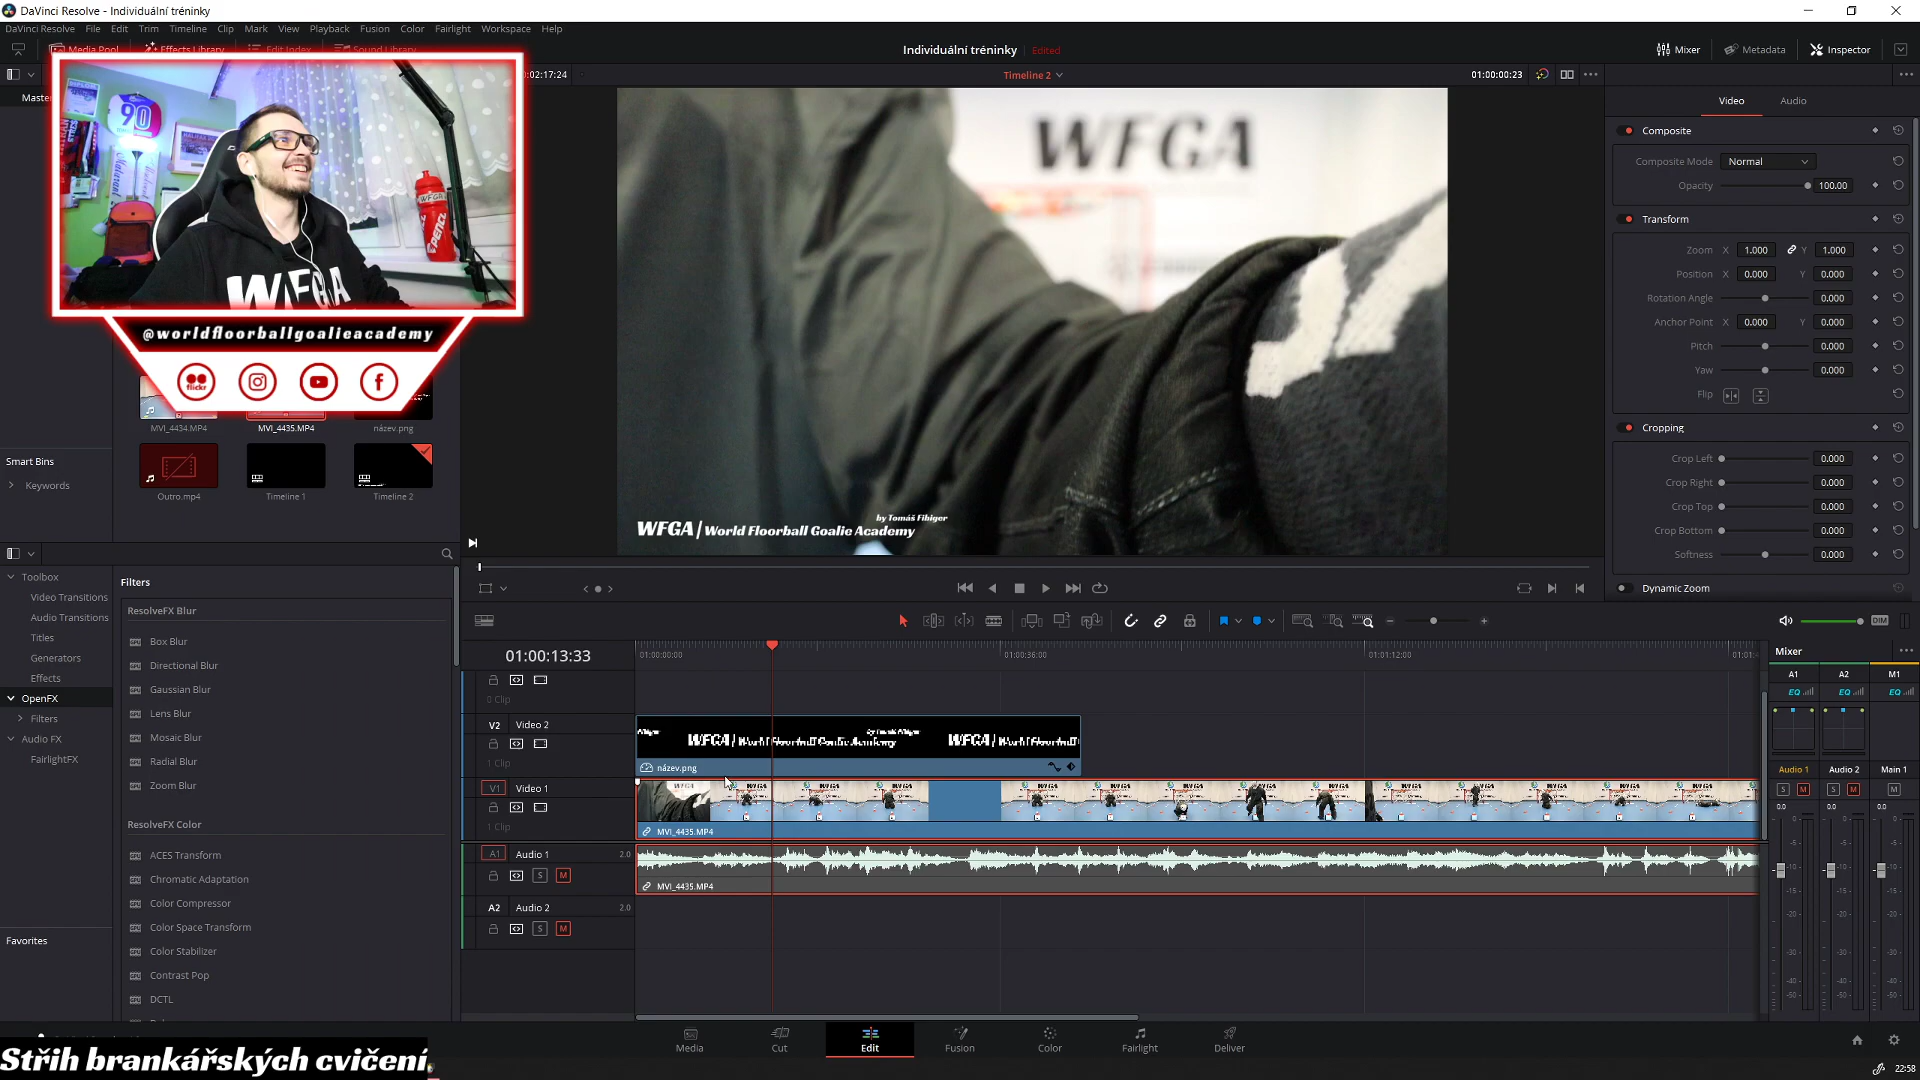 DaVinci Resolve - Individuální tréninky
DaVinci Resolve File Edit Trim Timeline Clip Mark View Playback Fusion Color Fairlight Workspace Help
Media Pool Effects Library Edit Index Sound Library
Individuální tréninky Edited
Mixer Metadata Inspector
Master
02:17:24
Timeline 2
01:00:00:23
90
WFGA
@worldfloorballgoalieacademy
flickr
MVI_4434.MP4 MVI_4435.MP4 název.png
Outro.mp4 Timeline 1 Timeline 2
Smart Bins
Keywords
WFGA
by Tomáš Fibiger
WFGA | World Floorball Goalie Academy
Video Audio
Composite
Composite Mode Normal
Opacity 100.00
Transform
Zoom X 1.000 Y 1.000
Position X 0.000 Y 0.000
Rotation Angle 0.000
Anchor Point X 0.000 Y 0.000
Pitch 0.000
Yaw 0.000
Flip
Cropping
Crop Left 0.000
Crop Right 0.000
Crop Top 0.000
Crop Bottom 0.000
Softness 0.000
Dynamic Zoom
Toolbox
Video Transitions
Audio Transitions
Titles
Generators
Effects
OpenFX
Filters
Audio FX
FairlightFX
Favorites
Filters
ResolveFX Blur
Box Blur
Directional Blur
Gaussian Blur
Lens Blur
Mosaic Blur
Radial Blur
Zoom Blur
ResolveFX Color
ACES Transform
Chromatic Adaptation
Color Compressor
Color Space Transform
Color Stabilizer
Contrast Pop
DCTL
DIM
01:00:13:33
01:00:00:00 01:00:36:00 01:01:12:00
0 Clip
V2 Video 2
1 Clip
název.png
V1 Video 1
1 Clip
MVI_4435.MP4
A1 Audio 1 2.0
S M
MVI_4435.MP4
A2 Audio 2 2.0
S M
Mixer
A1 A2 M1
EQ EQ EQ
Audio 1 Audio 2 Main 1
S M S M M
0.0 0.0 0.0
Media Cut Edit Fusion Color Fairlight Deliver
Střih brankářských cvičení
22:58